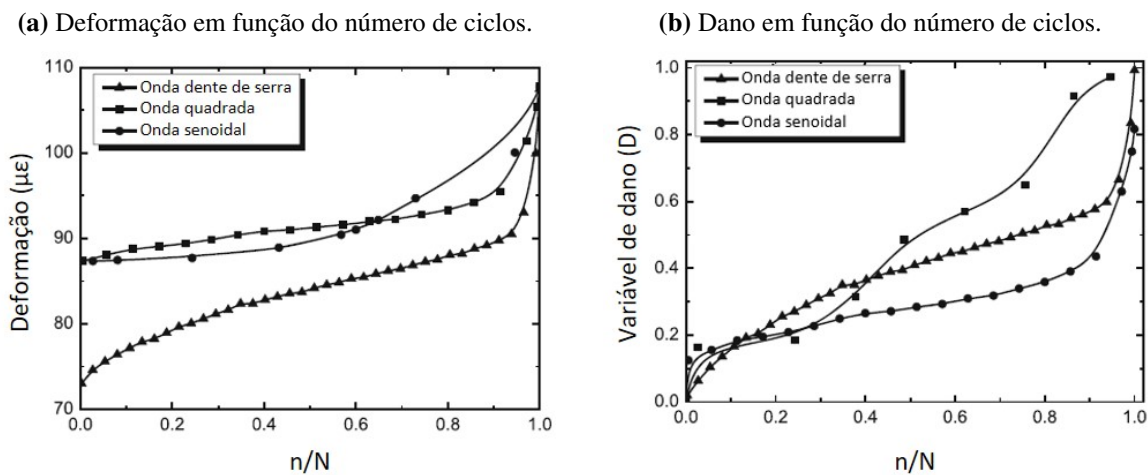 (a) Deformação em função do número de ciclos.
110
100
90
80
70
Deformação (με)
Onda dente de serra
Onda quadrada
Onda senoidal
0.0 0.2 0.4 0.6 0.8 1.0
n/N
(b) Dano em função do número de ciclos.
1.0
0.8
0.6
0.4
0.2
0.0
Variável de dano (D)
Onda dente de serra
Onda quadrada
Onda senoidal
0.0 0.2 0.4 0.6 0.8 1.0
n/N